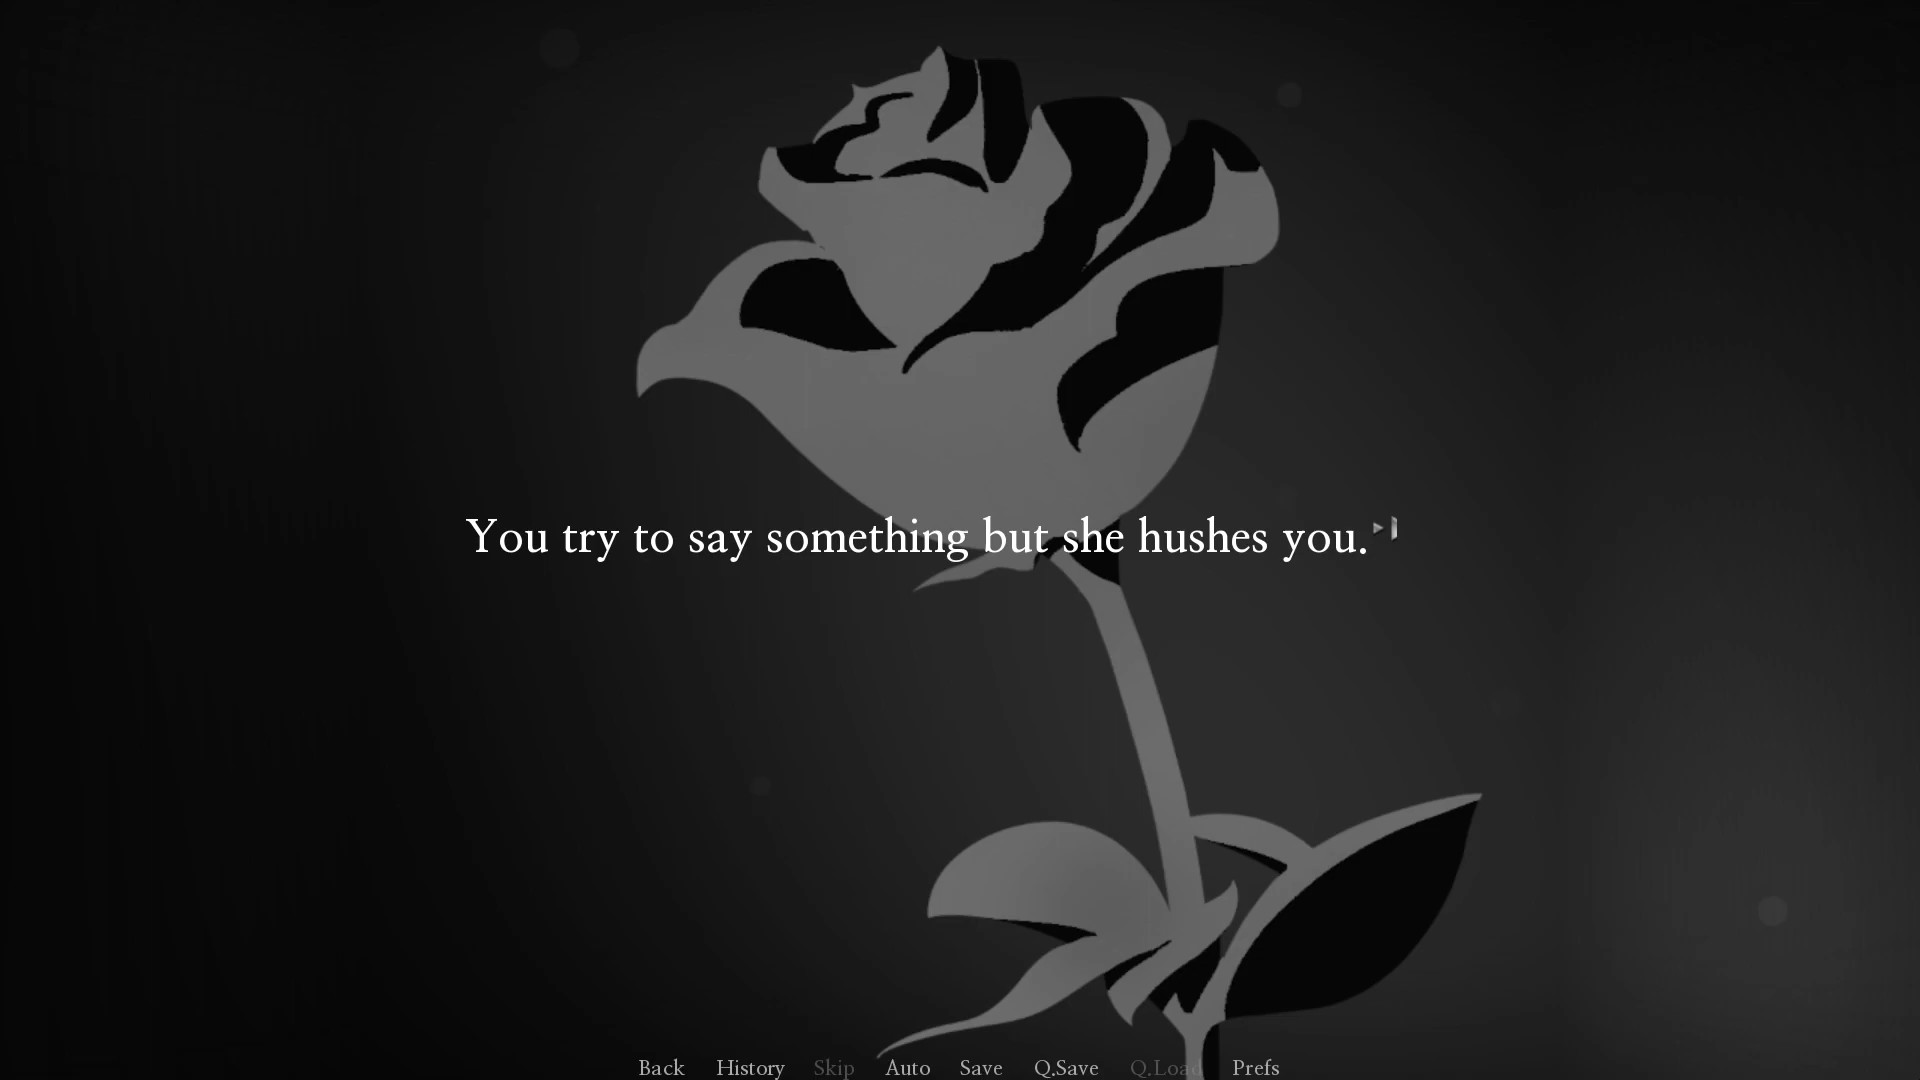 You try to say something but she hushes you.
Back History Skip Auto Save Q.Save Q.Load Prefs